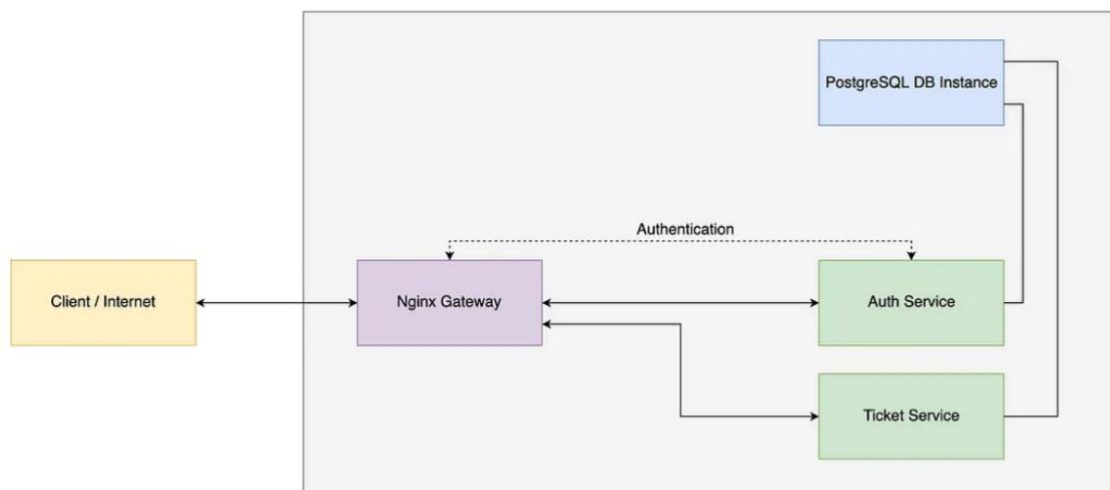 PostgreSQL DB Instance
Authentication
Client / Internet
Nginx Gateway
Auth Service
Ticket Service